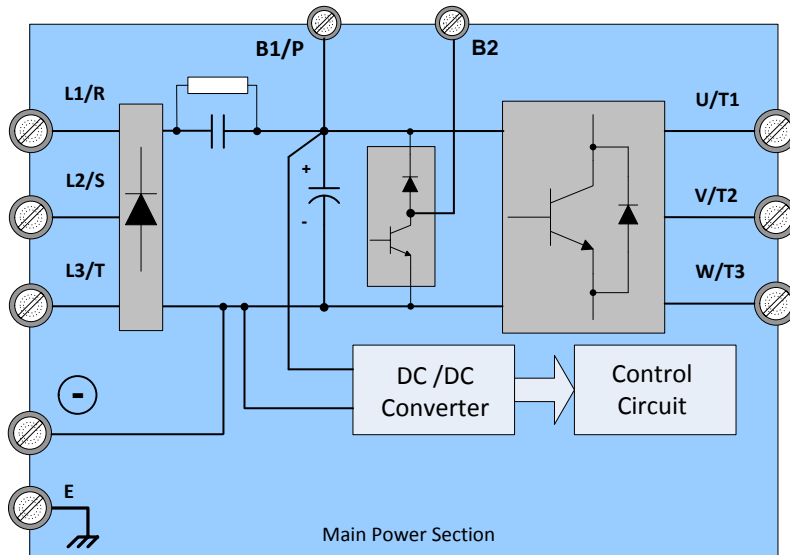 B1/P
B2
L1/R
U/T1
L2/S
+
V/T2
-
L3/T
W/T3
DC /DC
Converter
Control
Circuit
-
E
Main Power Section